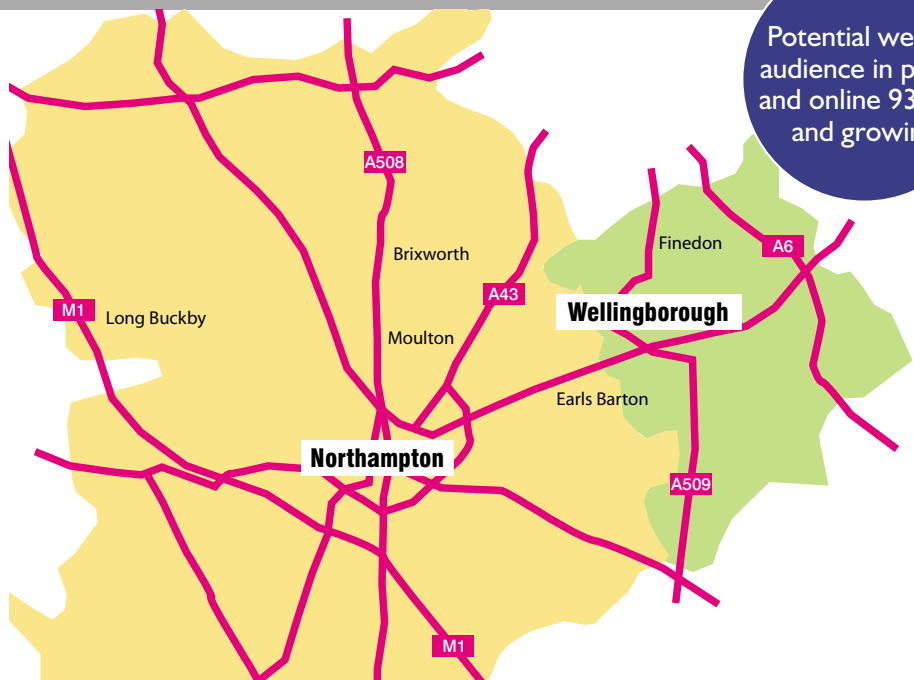 Potential we
audience in p
and online 93
and growin
A508
Finedon
A6
Brixworth
A43
M1
Long Buckby
Wellingborough
Moulton
Earls Barton
Northampton
A509
M1